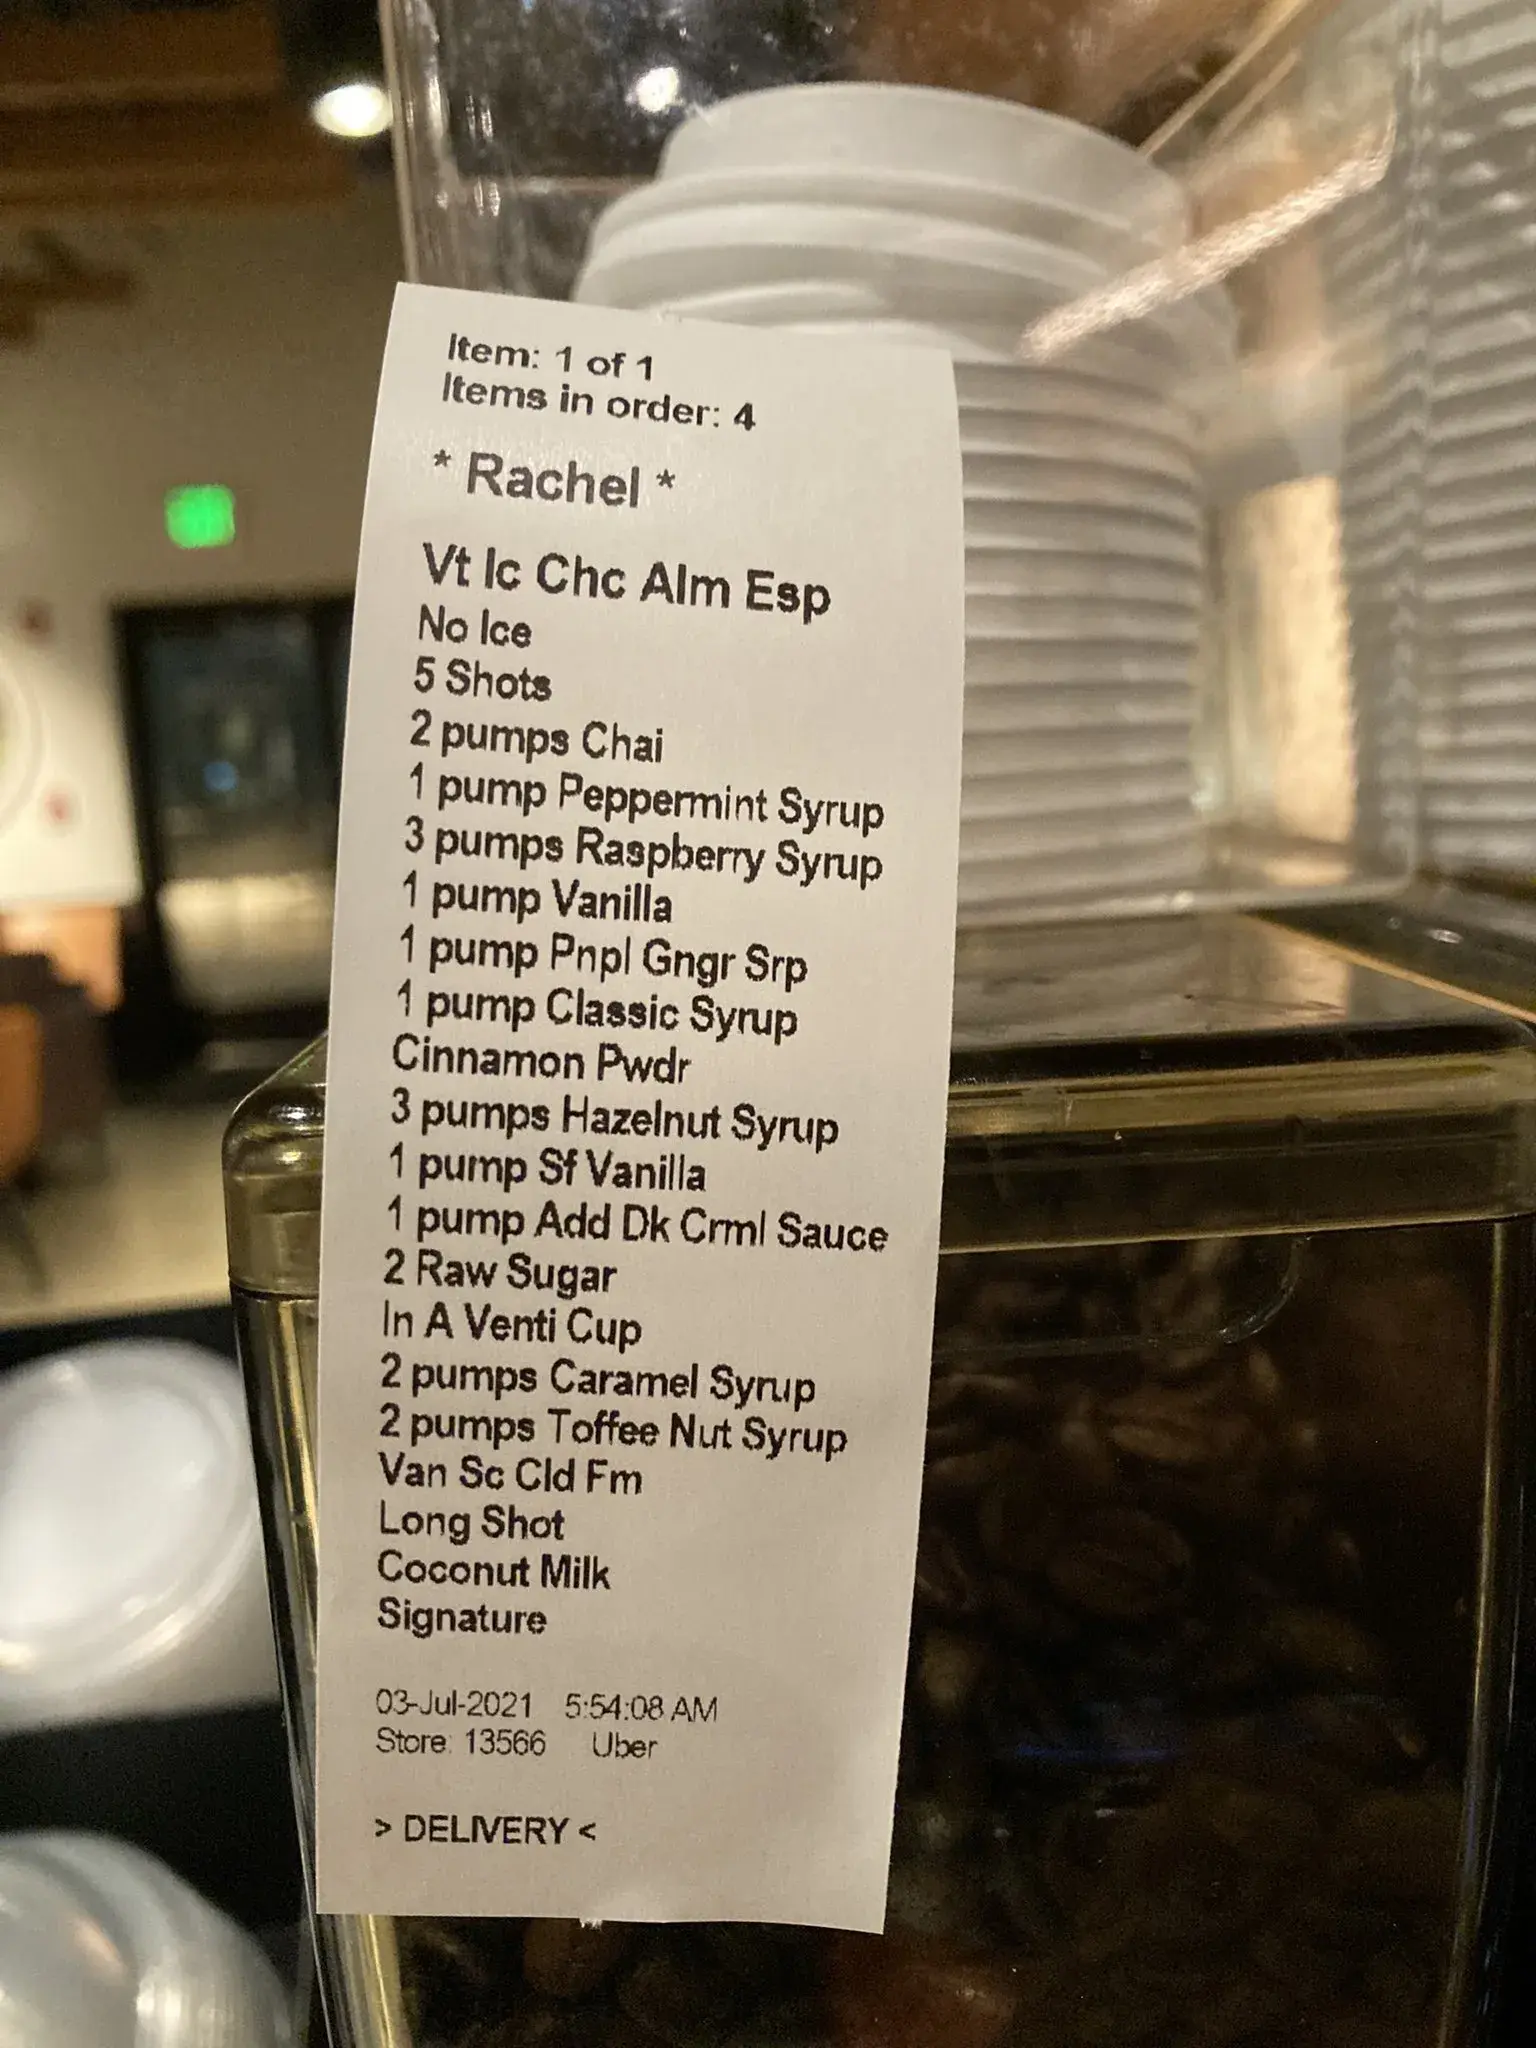 Item: 1 of 1
Items in order: 4
* Rachel *
Vt Ic Chc Alm Esp
No Ice
5 Shots
2 pumps Chai
1 pump Peppermint Syrup
3 pumps Raspberry Syrup
1 pump Vanilla
1 pump Pnpl Gngr Srp
1 pump Classic Syrup
Cinnamon Pwdr
3 pumps Hazelnut Syrup
1 pump Sf Vanilla
1 pump Add Dk Crml Sauce
2 Raw Sugar
In A Venti Cup
2 pumps Caramel Syrup
2 pumps Toffee Nut Syrup
Van Sc Cld Fm
Long Shot
Coconut Milk
Signature
03-Jul-2021 5:54:08 AM
Store: 13566 Uber
> DELIVERY <